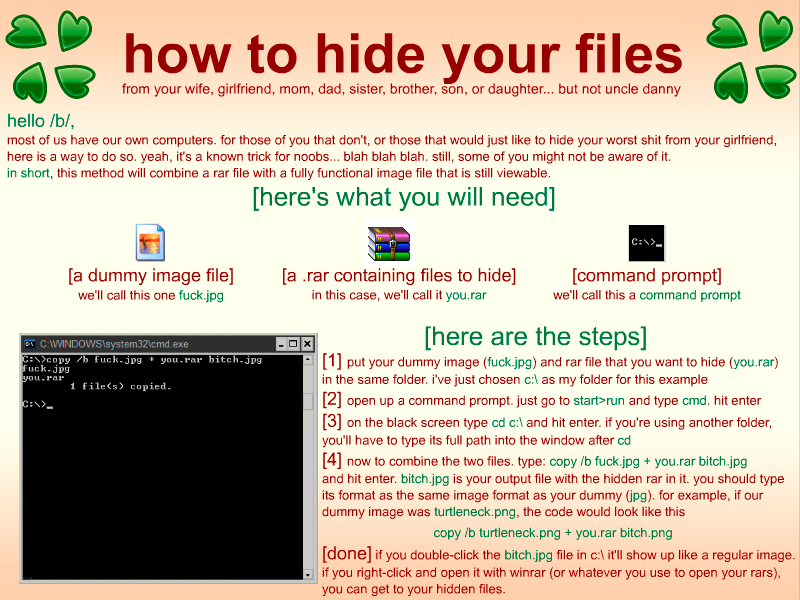 how to hide your files
from your wife, girlfriend, mom, dad, sister, brother, son, or daughter... but not uncle danny
hello /b/,
most of us have our own computers. for those of you that don't, or those that would just like to hide your worst shit from your girlfriend,
here is a way to do so. yeah, it's a known trick for noobs... blah blah blah. still, some of you might not be aware of it.
in short, this method will combine a rar file with a fully functional image file that is still viewable.
[here's what you will need]
C:\>_
[a dummy image file]
we'll call this one fuck.jpg
[a .rar containing files to hide]
in this case, we'll call it you.rar
[command prompt]
we'll call this a command prompt
C:\WINDOWS\system32\cmd.exe
C:\>copy /b fuck.jpg + you.rar bitch.jpg
fuck.jpg
you.rar
1 file(s) copied.
C:\>_
[here are the steps]
[1] put your dummy image (fuck.jpg) and rar file that you want to hide (you.rar)
in the same folder. i've just chosen c:\ as my folder for this example
[2] open up a command prompt. just go to start>run and type cmd. hit enter
[3] on the black screen type cd c:\ and hit enter. if you're using another folder,
you'll have to type its full path into the window after cd
[4] now to combine the two files. type: copy /b fuck.jpg + you.rar bitch.jpg
and hit enter. bitch.jpg is your output file with the hidden rar in it. you should type
its format as the same image format as your dummy (jpg). for example, if our
dummy image was turtleneck.png, the code would look like this
copy /b turtleneck.png + you.rar bitch.png
[done] if you double-click the bitch.jpg file in c:\ it'll show up like a regular image.
if you right-click and open it with winrar (or whatever you use to open your rars),
you can get to your hidden files.